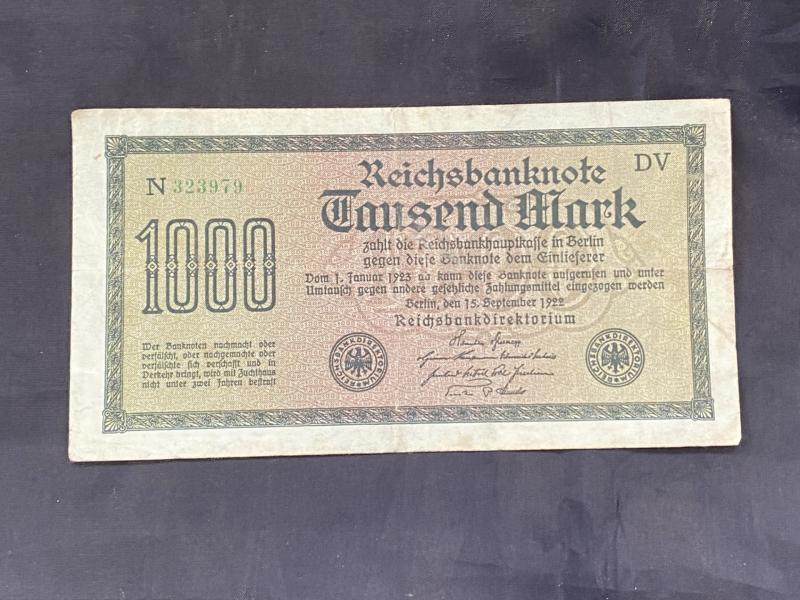 N 323979
DV
Reichsbanknote
Tausend Mark
1000
zahlt die Reichsbankhauptkasse in Berlin
gegen diese Banknote dem Einlieferer
Vom 1. Januar 1923 ab kann diese Banknote aufgerufen und unter
Umtausch gegen andere gesetzliche Zahlungsmittel eingezogen werden
Berlin, den 15. September 1922
Reichsbankdirektorium
Wer Banknoten nachmacht oder
verfälscht, oder nachgemachte oder
verfälschte sich verschafft und in
Verkehr bringt, wird mit Zuchthaus
nicht unter zwei Jahren bestraft
REICHSBANKDIREKTORIUM
REICHSBANKDIREKTORIUM